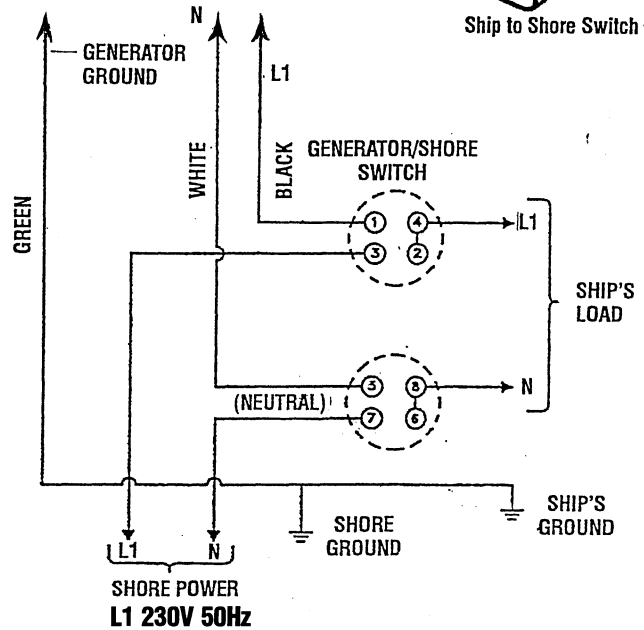 Ship to Shore Switch
N
GENERATOR
GROUND
L1
GENERATOR/SHORE
SWITCH
GREEN
WHITE
BLACK
1
4
L1
3
2
SHIP'S
LOAD
3
8
N
(NEUTRAL)
7
6
SHIP'S
GROUND
SHORE
GROUND
L1
N
SHORE POWER
L1 230V 50Hz